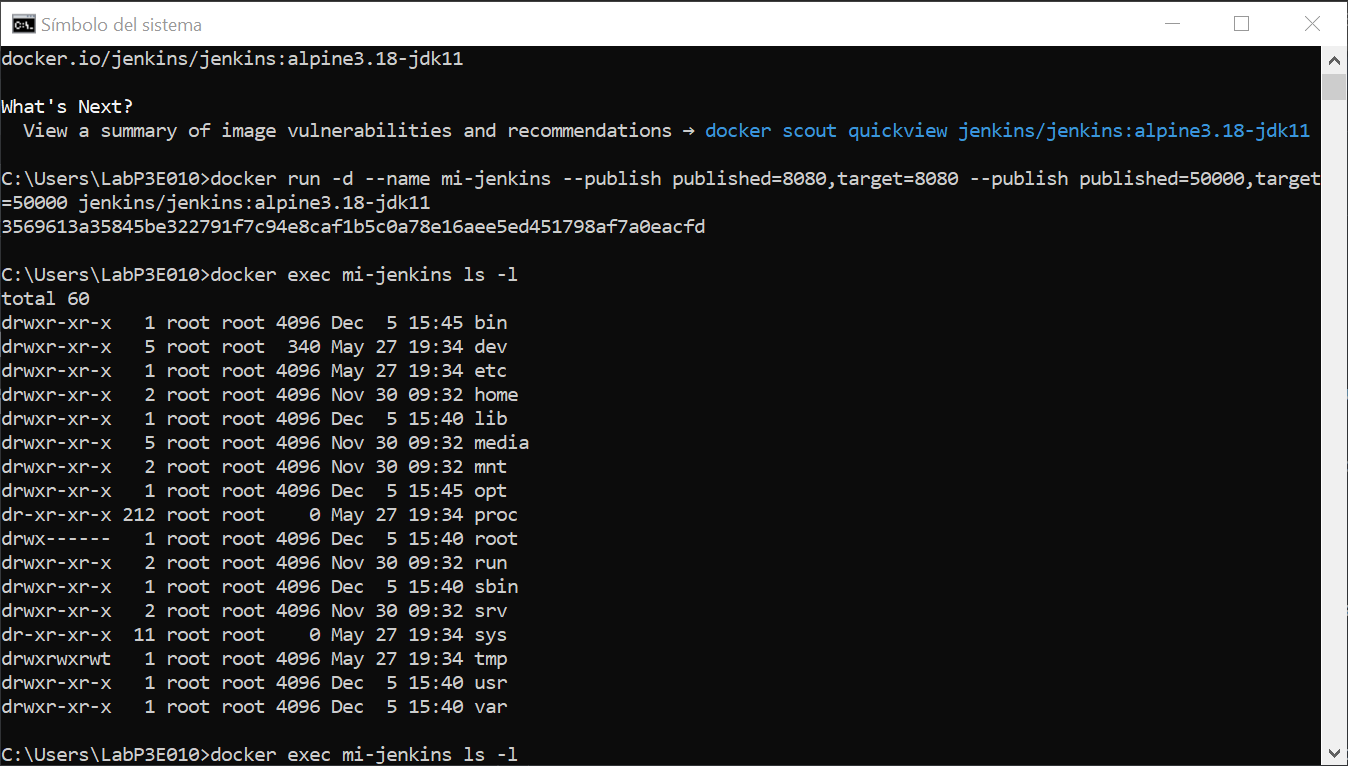 Símbolo del sistema
docker.io/jenkins/jenkins:alpine3.18-jdk11
What's Next?
  View a summary of image vulnerabilities and recommendations → docker scout quickview jenkins/jenkins:alpine3.18-jdk11
C:\Users\LabP3E010>docker run -d --name mi-jenkins --publish published=8080,target=8080 --publish published=50000,target
=50000 jenkins/jenkins:alpine3.18-jdk11
3569613a35845be322791f7c94e8caf1b5c0a78e16aee5ed451798af7a0eacfd
C:\Users\LabP3E010>docker exec mi-jenkins ls -l
total 60
drwxr-xr-x   1 root root 4096 Dec  5 15:45 bin
drwxr-xr-x   5 root root  340 May 27 19:34 dev
drwxr-xr-x   1 root root 4096 May 27 19:34 etc
drwxr-xr-x   2 root root 4096 Nov 30 09:32 home
drwxr-xr-x   1 root root 4096 Dec  5 15:40 lib
drwxr-xr-x   5 root root 4096 Nov 30 09:32 media
drwxr-xr-x   2 root root 4096 Nov 30 09:32 mnt
drwxr-xr-x   1 root root 4096 Dec  5 15:45 opt
dr-xr-xr-x 212 root root    0 May 27 19:34 proc
drwx------   1 root root 4096 Dec  5 15:40 root
drwxr-xr-x   2 root root 4096 Nov 30 09:32 run
drwxr-xr-x   1 root root 4096 Dec  5 15:40 sbin
drwxr-xr-x   2 root root 4096 Nov 30 09:32 srv
dr-xr-xr-x  11 root root    0 May 27 19:34 sys
drwxrwxrwt   1 root root 4096 May 27 19:34 tmp
drwxr-xr-x   1 root root 4096 Dec  5 15:40 usr
drwxr-xr-x   1 root root 4096 Dec  5 15:40 var
C:\Users\LabP3E010>docker exec mi-jenkins ls -l